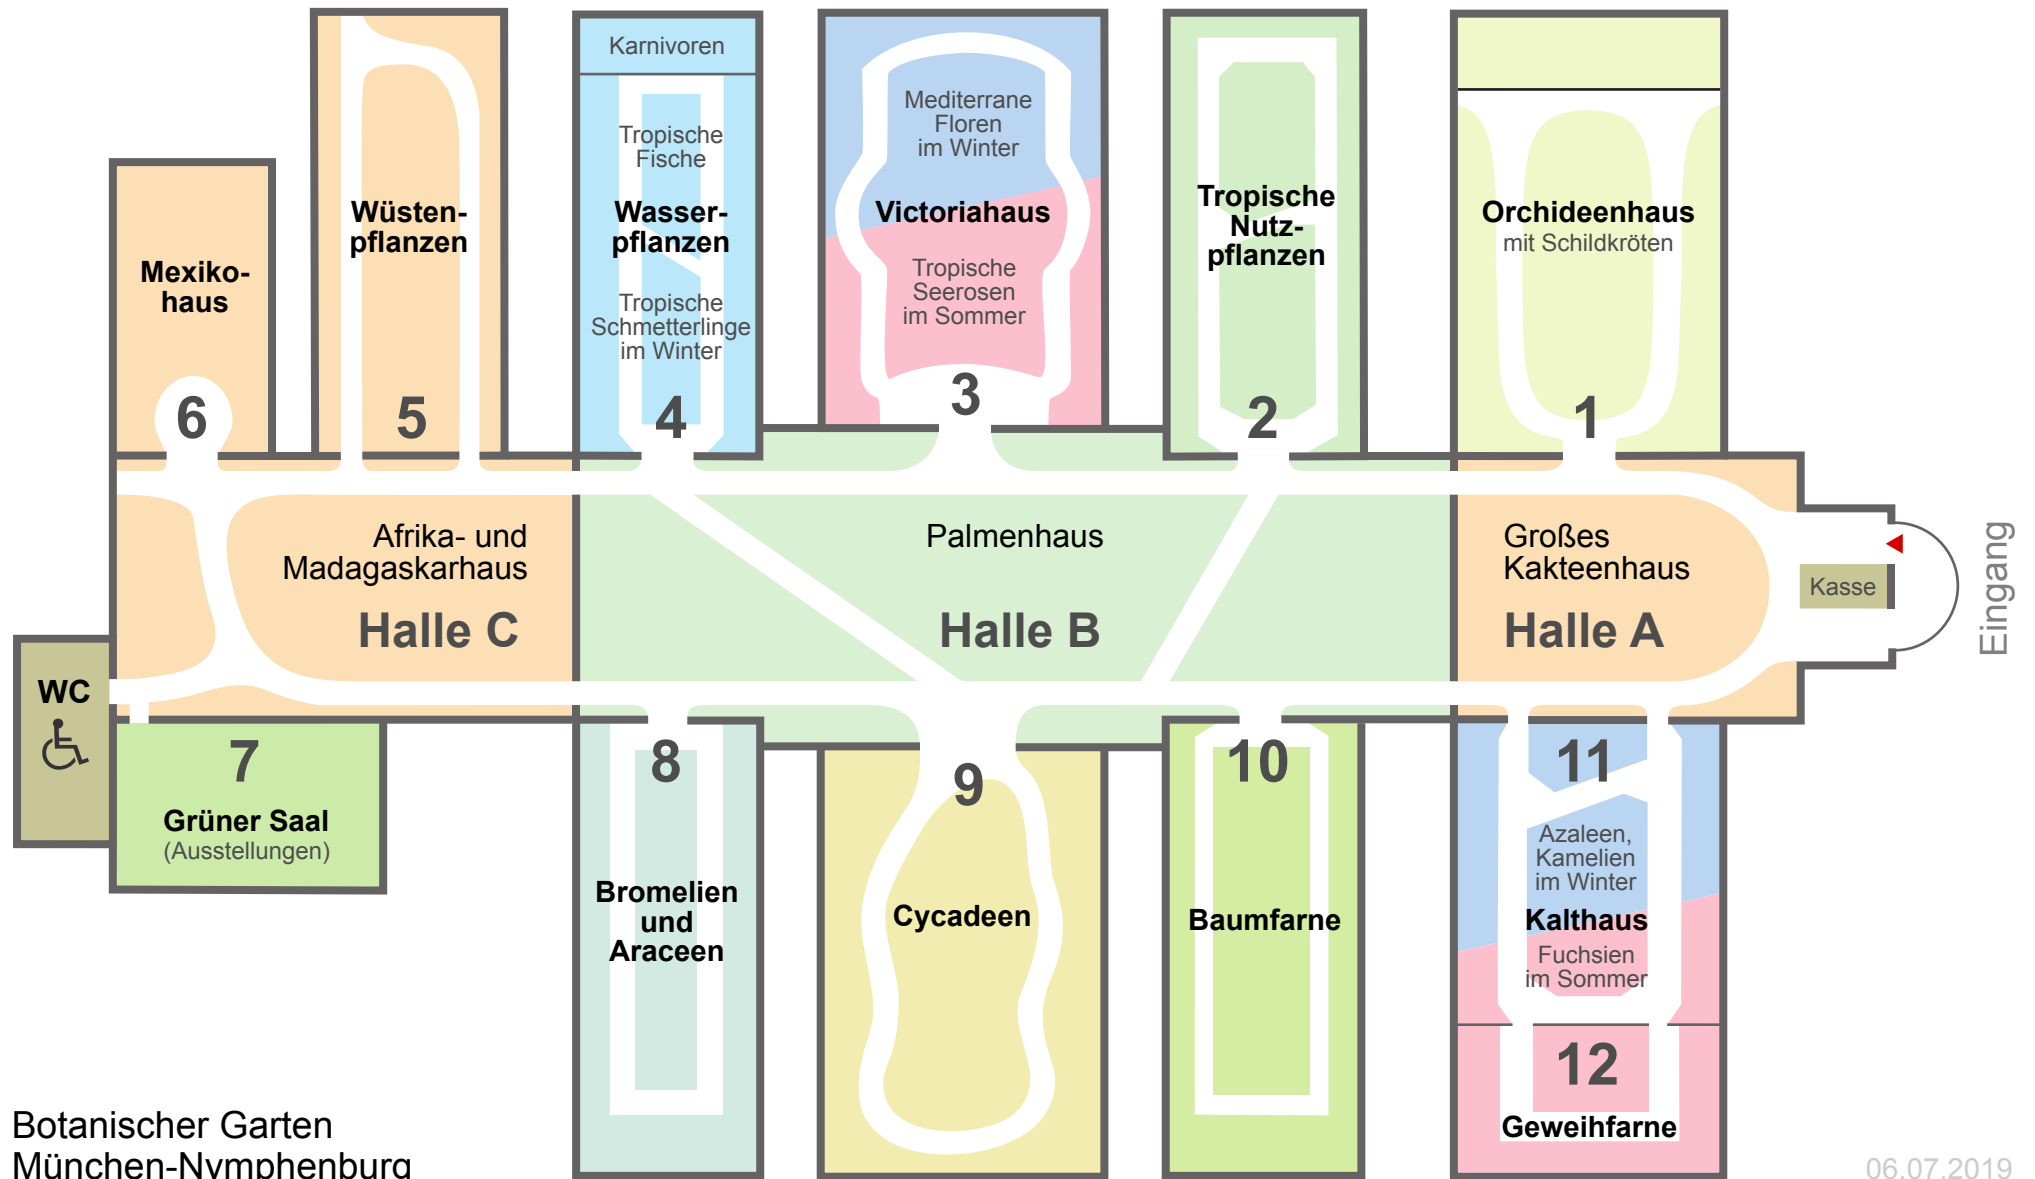 Karnivoren
Tropische
Fische
Wasser-
pflanzen
Tropische
Schmetterlinge
im Winter
4
Mediterrane
Floren
im Winter
Victoriahaus
Tropische
Seerosen
im Sommer
3
Tropische
Nutz-
pflanzen
2
Orchideenhaus
mit Schildkröten
1
Wüsten-
pflanzen
5
Mexiko-
haus
6
Afrika- und
Madagaskarhaus
Halle C
Palmenhaus
Halle B
Großes
Kakteenhaus
Halle A
Kasse
Eingang
WC
7
Grüner Saal
(Ausstellungen)
8
Bromelien
und
Araceen
9
Cycadeen
10
Baumfarne
11
Azaleen,
Kamelien
im Winter
Kalthaus
Fuchsien
im Sommer
12
Geweihfarne
Botanischer Garten
München-Nymphenburg
06.07.2019